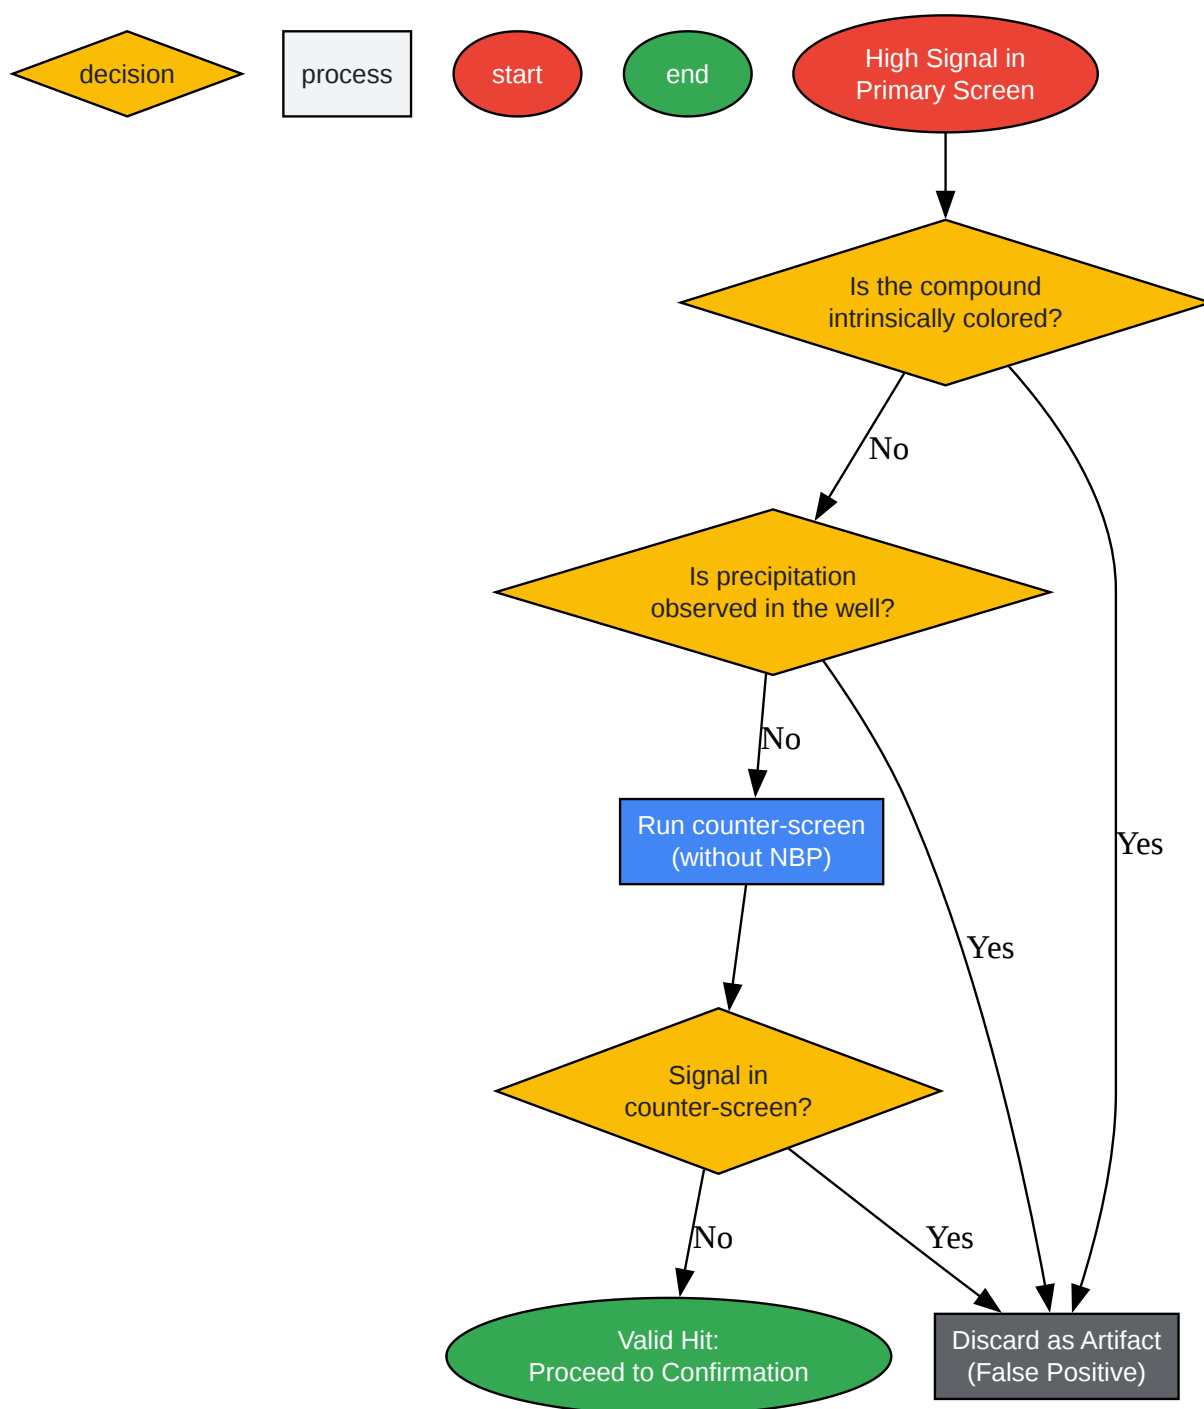 decision
process
start
end
High Signal in
Primary Screen
Is the compound
intrinsically colored?
No
Is precipitation
observed in the well?
No
Run counter-screen
(without NBP)
Yes
Yes
Signal in
counter-screen?
No
Yes
Valid Hit:
Proceed to Confirmation
Discard as Artifact
(False Positive)